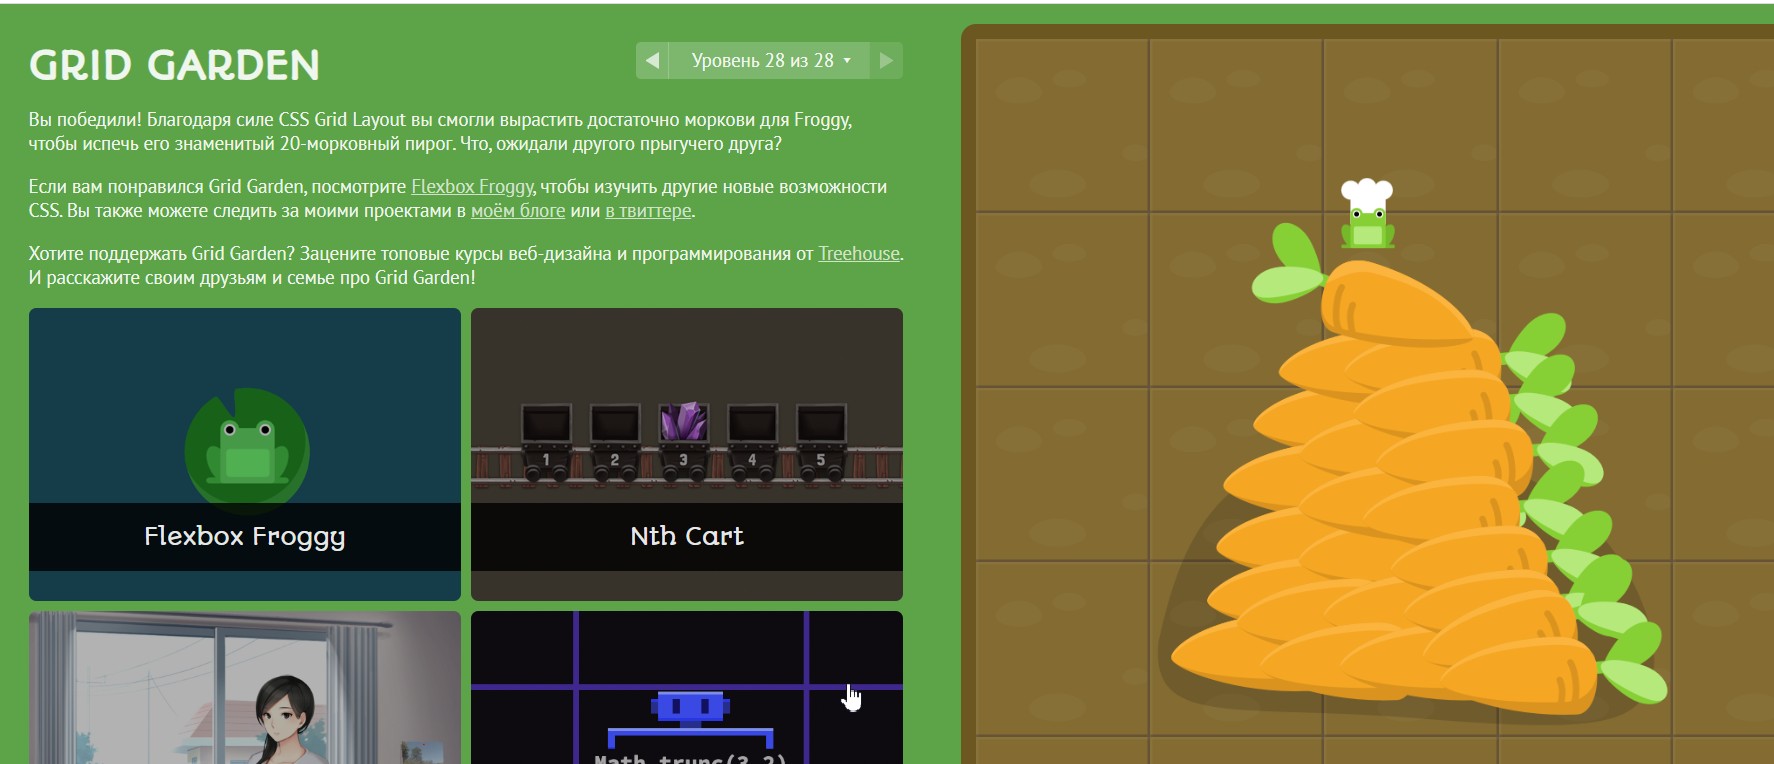 GRID GARDEN
Уровень 28 из 28
Вы победили! Благодаря силе CSS Grid Layout вы смогли вырастить достаточно моркови для Froggy,
чтобы испечь его знаменитый 20-морковный пирог. Что, ожидали другого прыгучего друга?
Если вам понравился Grid Garden, посмотрите Flexbox Froggy, чтобы изучить другие новые возможности
CSS. Вы также можете следить за моими проектами в моём блоге или в твиттере.
Хотите поддержать Grid Garden? Зацените топовые курсы веб-дизайна и программирования от Treehouse.
И расскажите своим друзьям и семье про Grid Garden!
1 2 3 4 5
Flexbox Froggy
Nth Cart
Math.trunc(3.2)